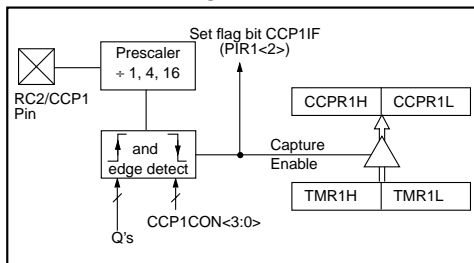 Set flag bit CCP1IF
(PIR1<2>)
Prescaler
÷ 1, 4, 16
RC2/CCP1
Pin
CCPR1H CCPR1L
and
edge detect
Capture
Enable
TMR1H TMR1L
CCP1CON<3:0>
Q's